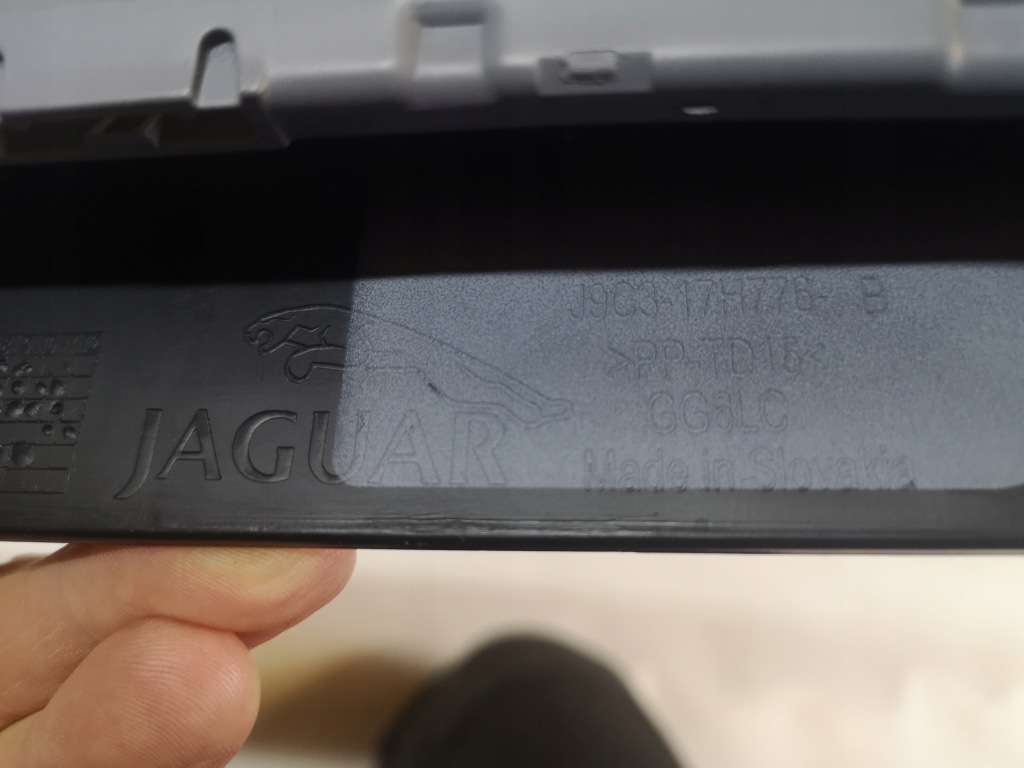 JAGUAR
J9C3-17H776- B
>PP-TD15<
GG6LC
Made in Slovakia